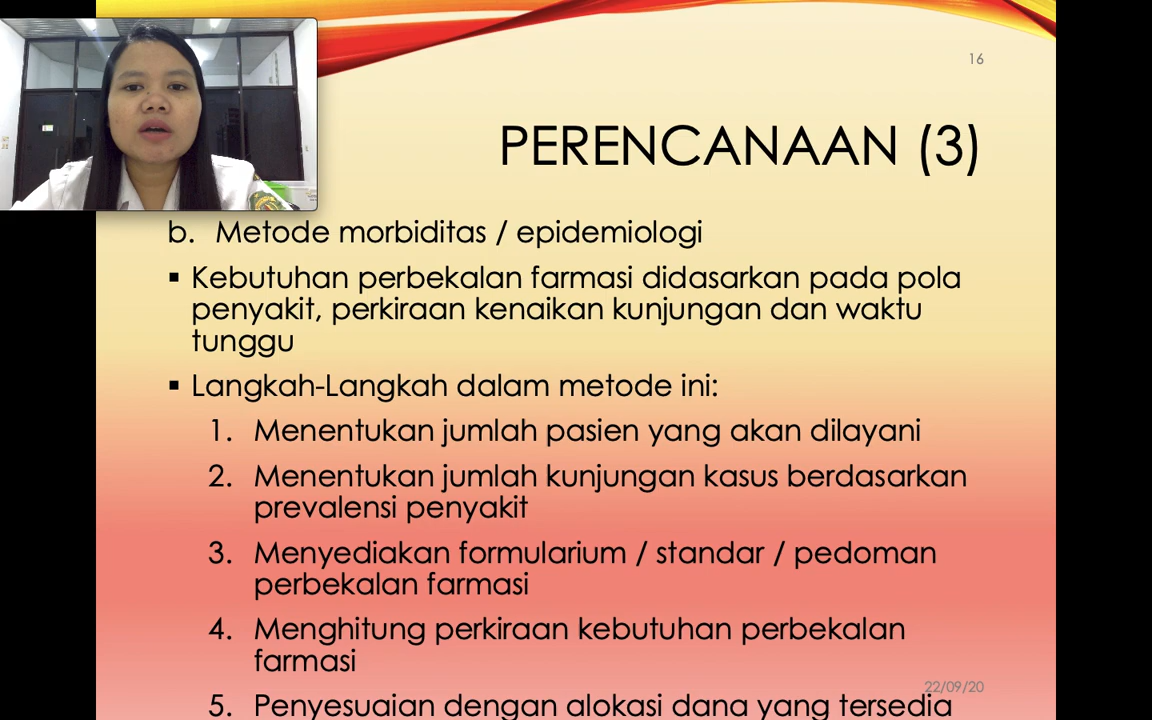 16
PERENCANAAN (3)
b. Metode morbiditas / epidemiologi
▪ Kebutuhan perbekalan farmasi didasarkan pada pola
penyakit, perkiraan kenaikan kunjungan dan waktu
tunggu
▪ Langkah-Langkah dalam metode ini:
1. Menentukan jumlah pasien yang akan dilayani
2. Menentukan jumlah kunjungan kasus berdasarkan
prevalensi penyakit
3. Menyediakan formularium / standar / pedoman
perbekalan farmasi
4. Menghitung perkiraan kebutuhan perbekalan
farmasi
22/09/20
5. Penyesuaian dengan alokasi dana yang tersedia